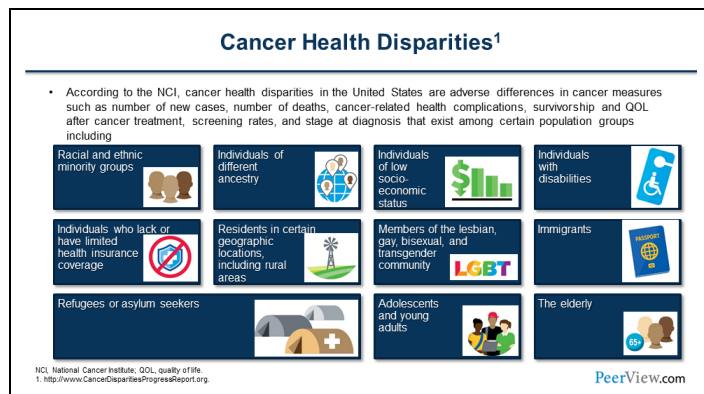 Cancer Health Disparities1
• According to the NCI, cancer health disparities in the United States are adverse differences in cancer measures
such as number of new cases, number of deaths, cancer-related health complications, survivorship and QOL
after cancer treatment, screening rates, and stage at diagnosis that exist among certain population groups
including
Racial and ethnic
minority groups
Individuals of
different
ancestry
Individuals
of low
socio-
economic
status
$
Individuals
with
disabilities
Individuals who lack or
have limited
health insurance
coverage
Residents in certain
geographic
locations,
including rural
areas
Members of the lesbian,
gay, bisexual, and
transgender
community
LGBT
Immigrants
PASSPORT
Refugees or asylum seekers
Adolescents
and young
adults
The elderly
65+
NCI, National Cancer Institute; QOL, quality of life.
1. http://www.CancerDisparitiesProgressReport.org.
PeerView.com